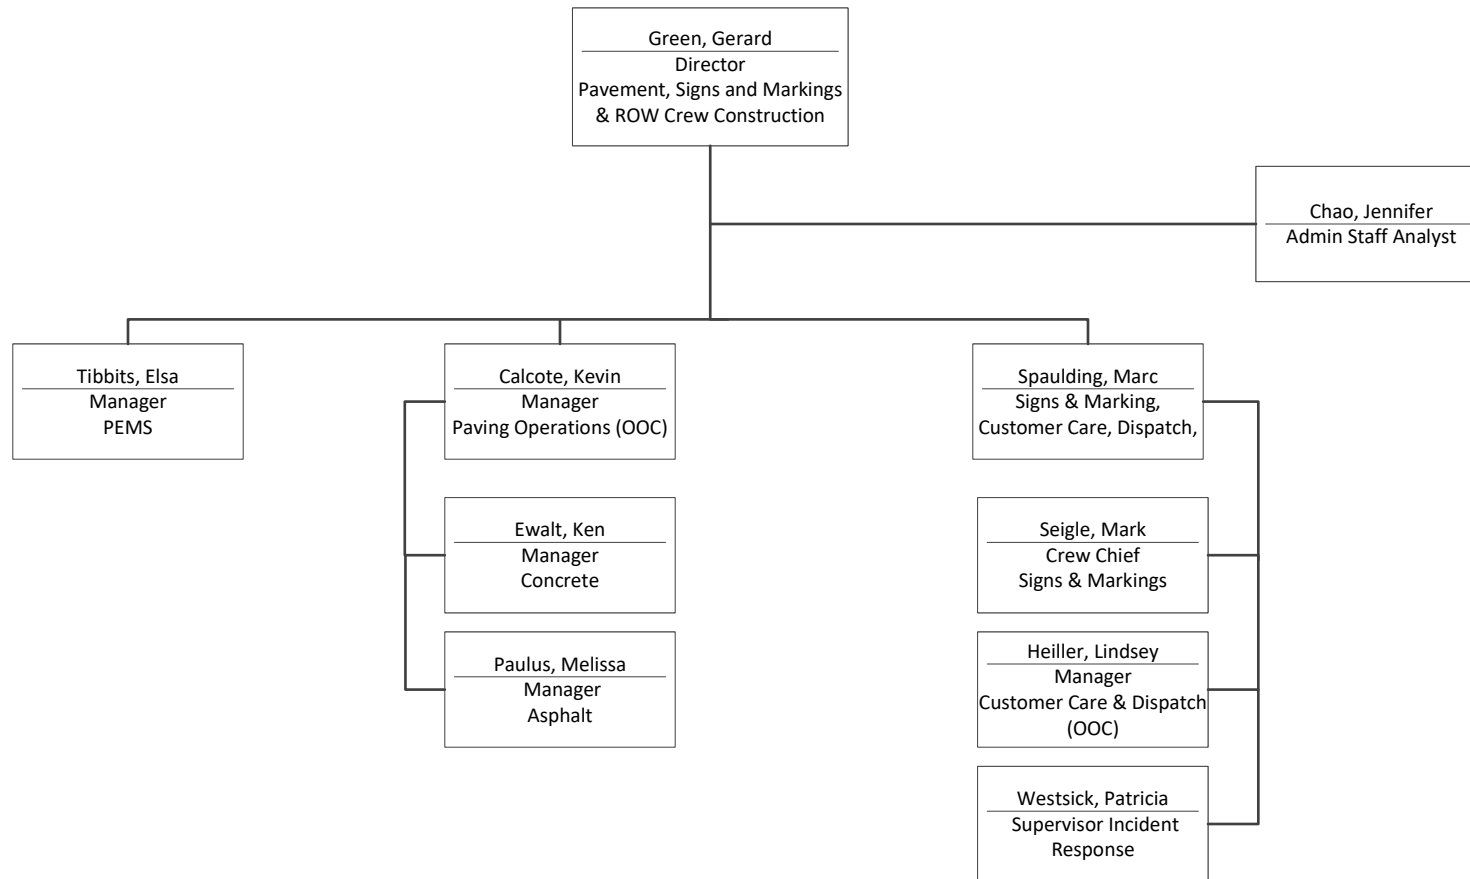 Green, Gerard
Director
Pavement, Signs and Markings
& ROW Crew Construction
Chao, Jennifer
Admin Staff Analyst
Tibbits, Elsa
Manager
PEMS
Calcote, Kevin
Manager
Paving Operations (OOC)
Spaulding, Marc
Signs & Marking,
Customer Care, Dispatch,
Ewalt, Ken
Manager
Concrete
Seigle, Mark
Crew Chief
Signs & Markings
Paulus, Melissa
Manager
Asphalt
Heiller, Lindsey
Manager
Customer Care & Dispatch
(OOC)
Westsick, Patricia
Supervisor Incident
Response